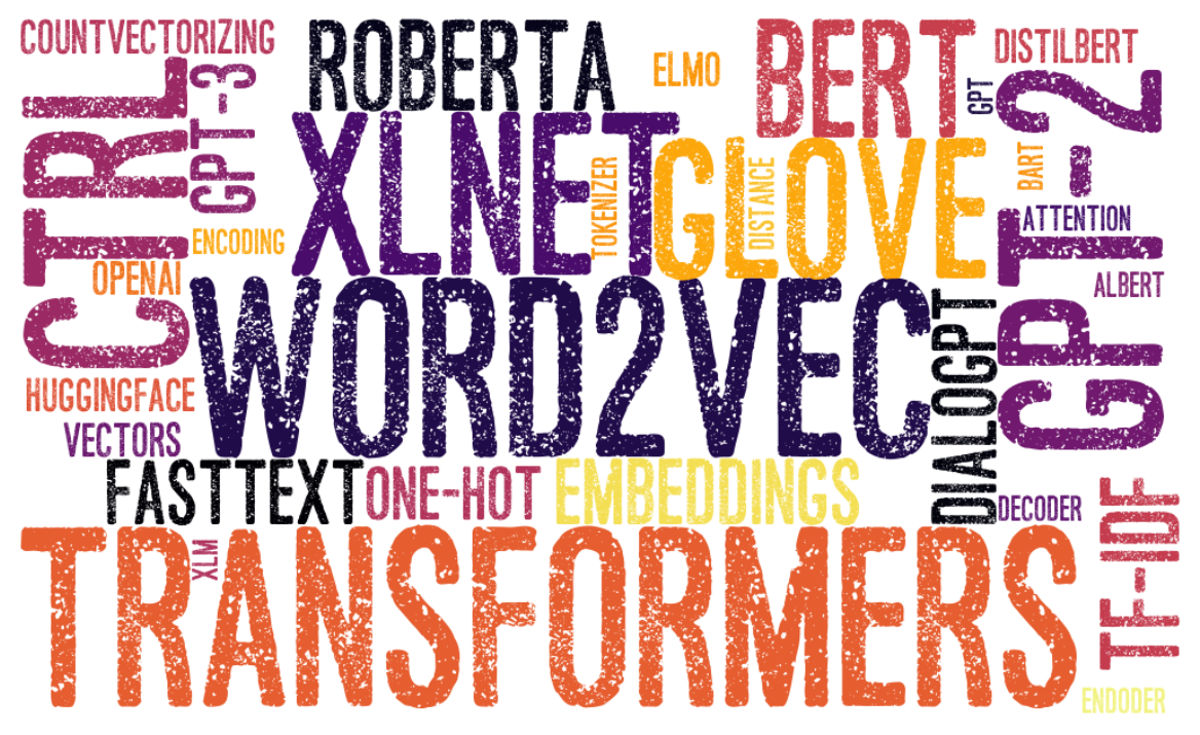 COUNTVECTORIZING
ROBERTA
ELMO
BERT
DISTILBERT
CTRL
GPT-3
GPT
GPT-2
XLNET
TOKENIZER
GLOVE
DISTANCE
BART
ATTENTION
ENCODING
OPENAI
ALBERT
WORD2VEC
DIALOGPT
HUGGINGFACE
VECTORS
FASTTEXT
ONE-HOT
EMBEDDINGS
DECODER
TF-IDF
XLM
TRANSFORMERS
ENDODER